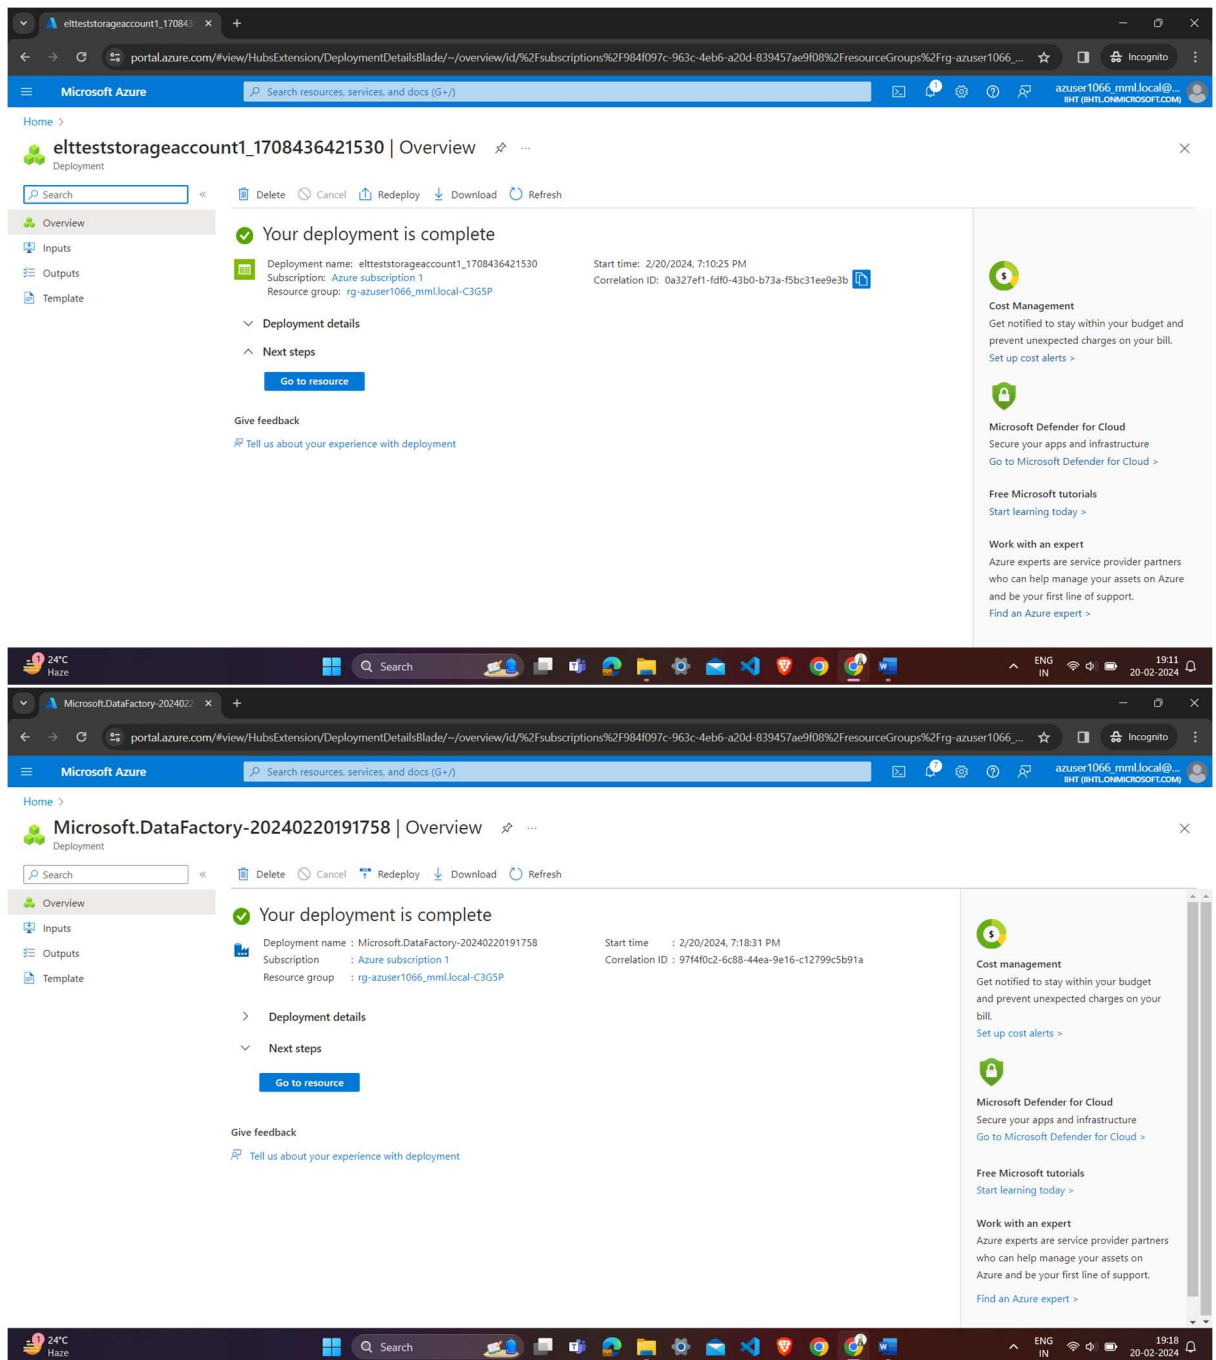 eltteststorageaccount1_170843
portal.azure.com/#view/HubsExtension/DeploymentDetailsBlade/~/overview/id/%2Fsubscriptions%2F984f097c-963c-4eb6-a20d-839457ae9f08%2FresourceGroups%2Frg-azuser1066_... Incognito
Microsoft Azure
Search resources, services, and docs (G+/)
1
azuser1066_mml.local@...
IIHT (IIHTL.ONMICROSOFT.COM)
Home >
eltteststorageaccount1_1708436421530 | Overview ...
Deployment
Search «
Delete Cancel Redeploy Download Refresh
Overview
Inputs
Outputs
Template
Your deployment is complete
Deployment name: eltteststorageaccount1_1708436421530
Subscription: Azure subscription 1
Resource group: rg-azuser1066_mml.local-C3G5P
Start time: 2/20/2024, 7:10:25 PM
Correlation ID: 0a327ef1-fdf0-43b0-b73a-f5bc31ee9e3b
Deployment details
Next steps
Go to resource
Give feedback
Tell us about your experience with deployment
$
Cost Management
Get notified to stay within your budget and
prevent unexpected charges on your bill.
Set up cost alerts >
Microsoft Defender for Cloud
Secure your apps and infrastructure
Go to Microsoft Defender for Cloud >
Free Microsoft tutorials
Start learning today >
Work with an expert
Azure experts are service provider partners
who can help manage your assets on Azure
and be your first line of support.
Find an Azure expert >
1
24°C
Haze
Search
ENG
IN
19:11
20-02-2024
Microsoft.DataFactory-2024022
portal.azure.com/#view/HubsExtension/DeploymentDetailsBlade/~/overview/id/%2Fsubscriptions%2F984f097c-963c-4eb6-a20d-839457ae9f08%2FresourceGroups%2Frg-azuser1066_... Incognito
Microsoft Azure
Search resources, services, and docs (G+/)
7
azuser1066_mml.local@...
IIHT (IIHTL.ONMICROSOFT.COM)
Home >
Microsoft.DataFactory-20240220191758 | Overview ...
Deployment
Search «
Delete Cancel Redeploy Download Refresh
Overview
Inputs
Outputs
Template
Your deployment is complete
Deployment name : Microsoft.DataFactory-20240220191758
Subscription : Azure subscription 1
Resource group : rg-azuser1066_mml.local-C3G5P
Start time : 2/20/2024, 7:18:31 PM
Correlation ID : 97f4f0c2-6c88-44ea-9e16-c12799c5b91a
Deployment details
Next steps
Go to resource
Give feedback
Tell us about your experience with deployment
$
Cost management
Get notified to stay within your budget
and prevent unexpected charges on your
bill.
Set up cost alerts >
Microsoft Defender for Cloud
Secure your apps and infrastructure
Go to Microsoft Defender for Cloud >
Free Microsoft tutorials
Start learning today >
Work with an expert
Azure experts are service provider partners
who can help manage your assets on
Azure and be your first line of support.
Find an Azure expert >
1
24°C
Haze
Search
ENG
IN
19:18
20-02-2024